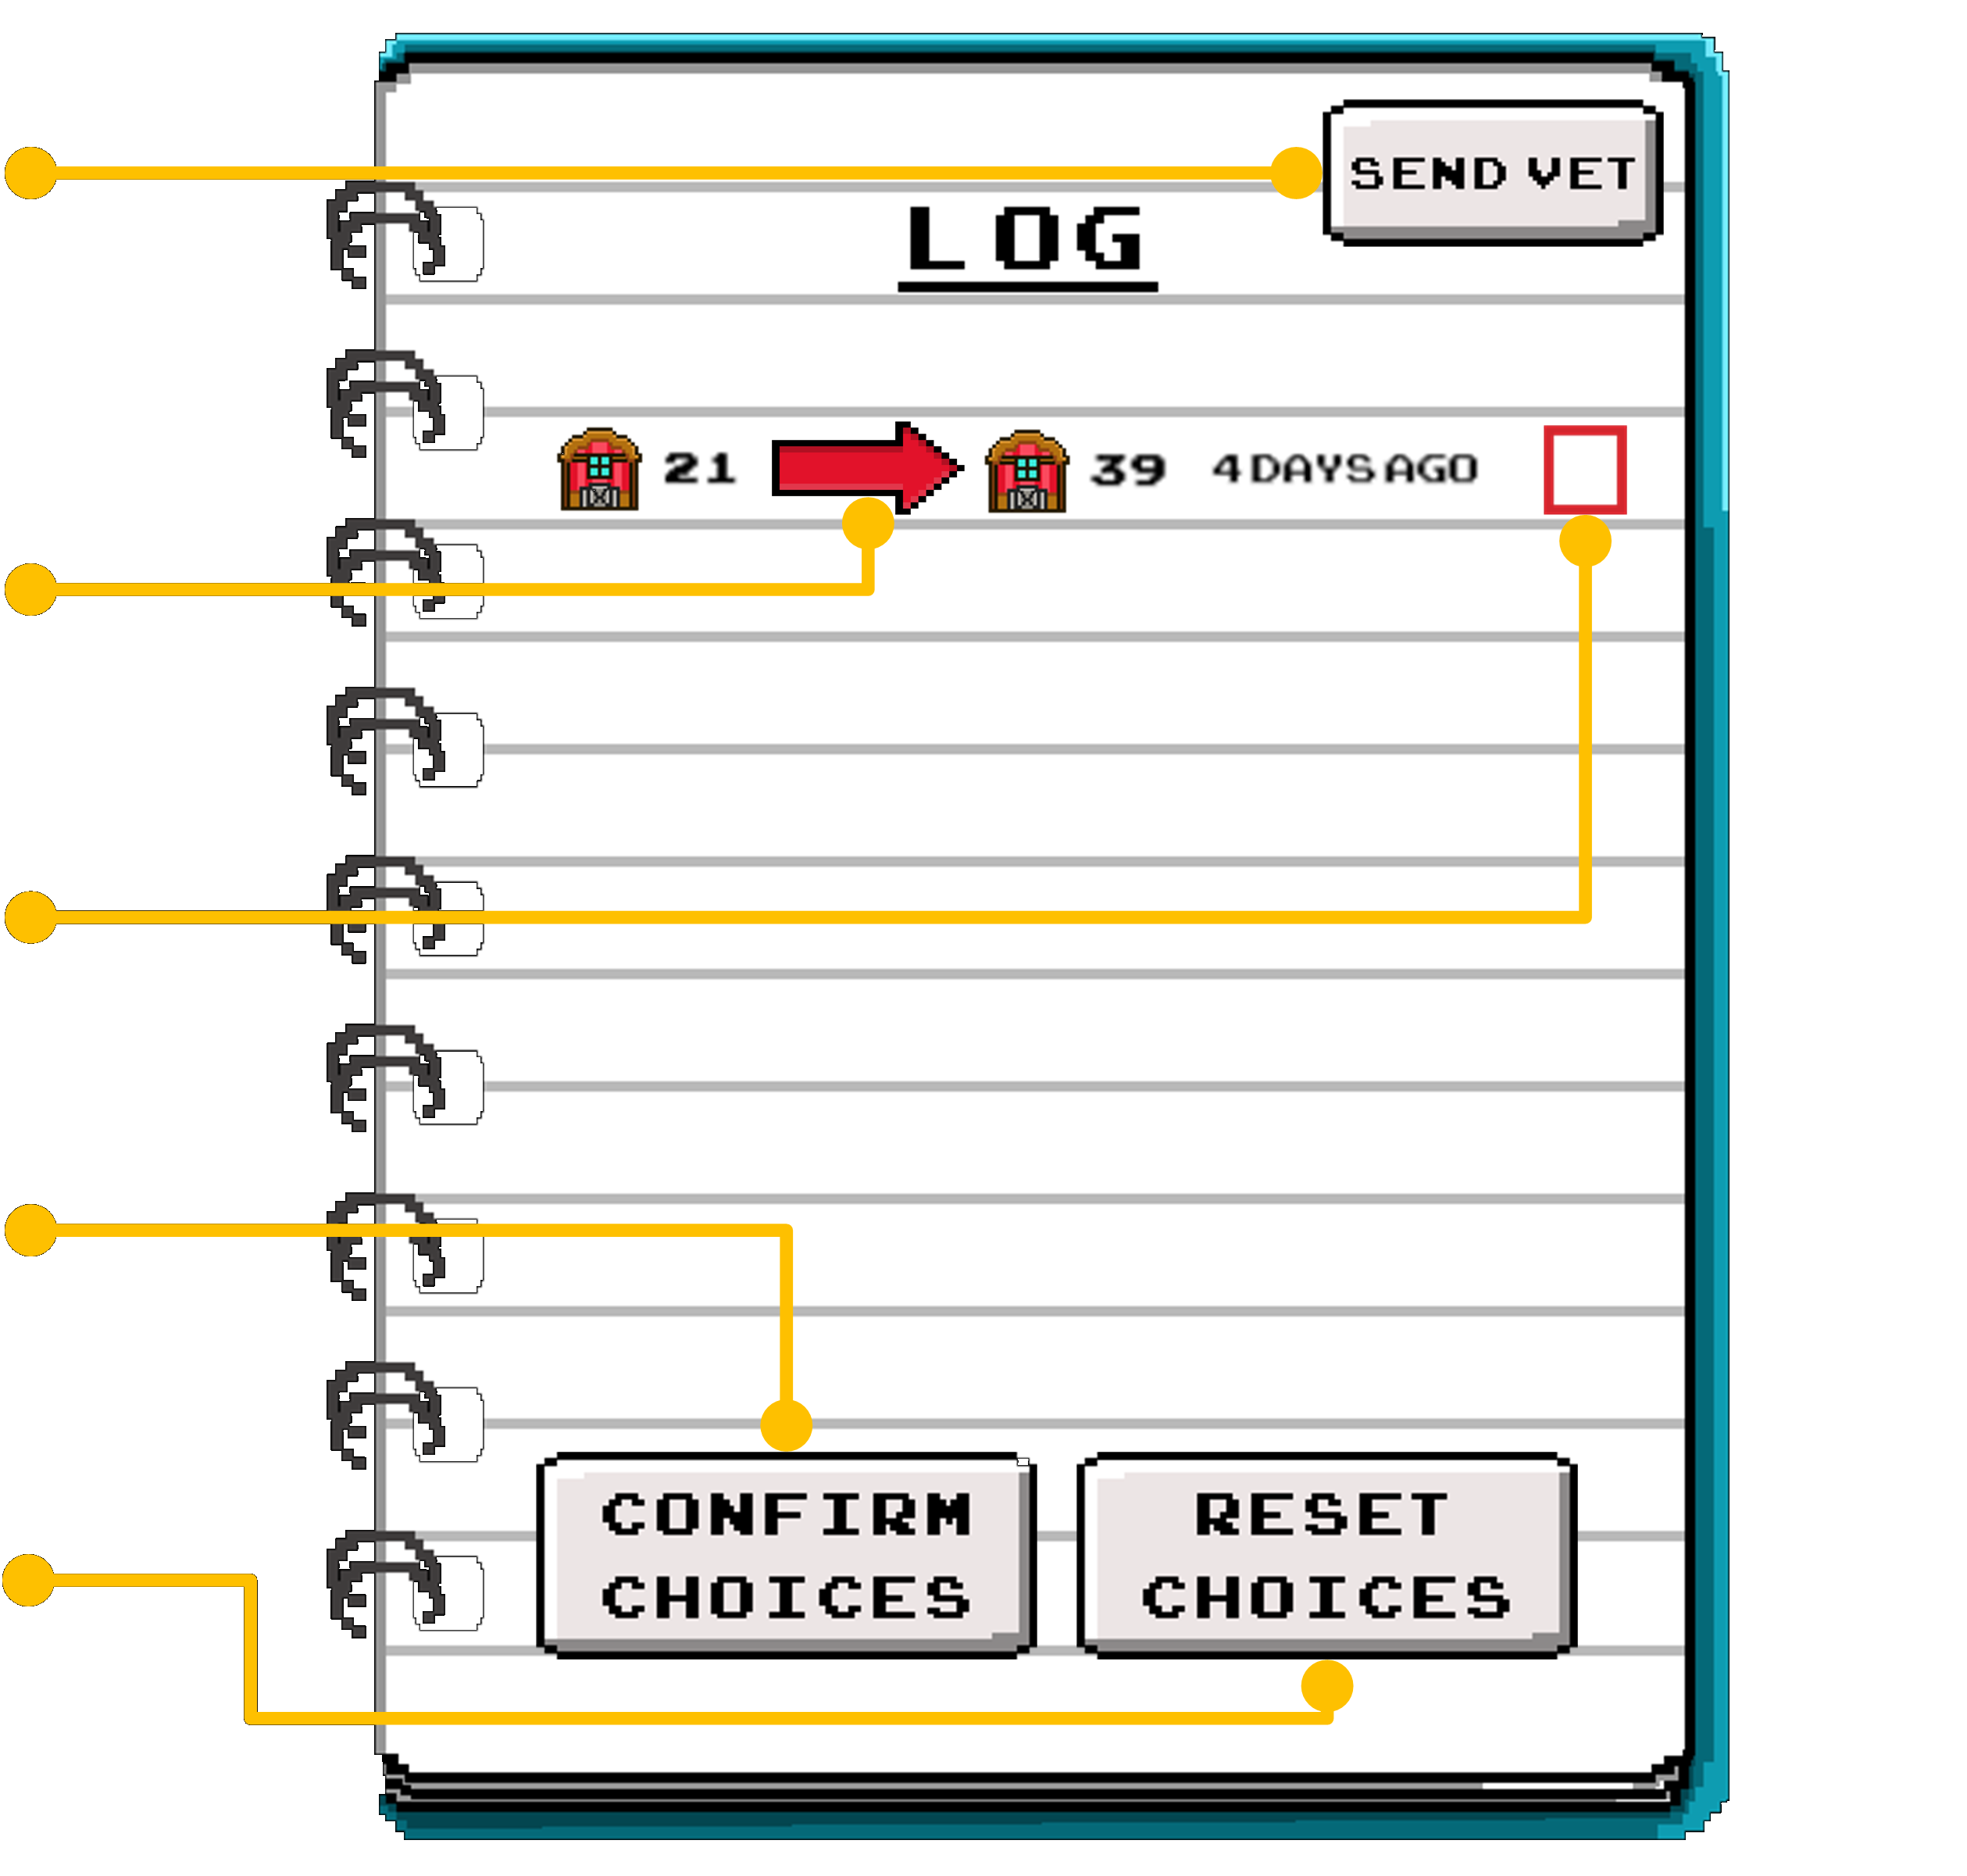 SEND VET
LOG
21 39 4 DAYS AGO
CONFIRM
CHOICES
RESET
CHOICES